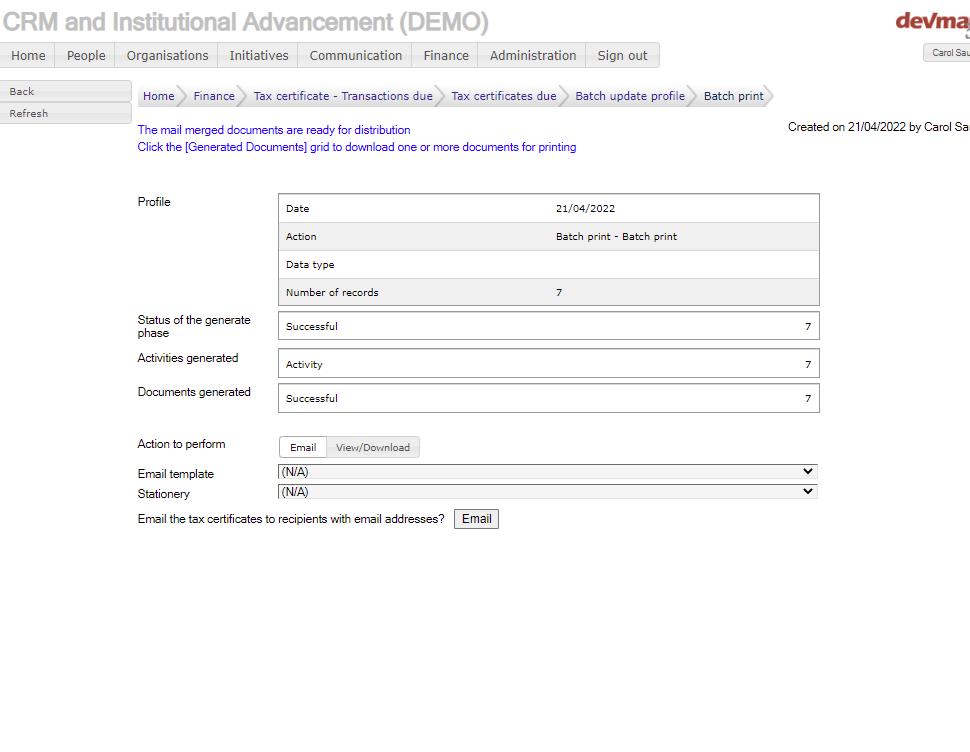 CRM and Institutional Advancement (DEMO)
devma
Home People Organisations Initiatives Communication Finance Administration Sign out
Carol Sau
Back
Refresh
Home Finance Tax certificate - Transactions due Tax certificates due Batch update profile Batch print
The mail merged documents are ready for distribution
Click the [Generated Documents] grid to download one or more documents for printing
Created on 21/04/2022 by Carol Sa
Profile
Date 21/04/2022
Action Batch print - Batch print
Data type
Number of records 7
Status of the generate
phase
Successful 7
Activities generated
Activity 7
Documents generated
Successful 7
Action to perform
Email View/Download
Email template
(N/A)
Stationery
(N/A)
Email the tax certificates to recipients with email addresses? Email